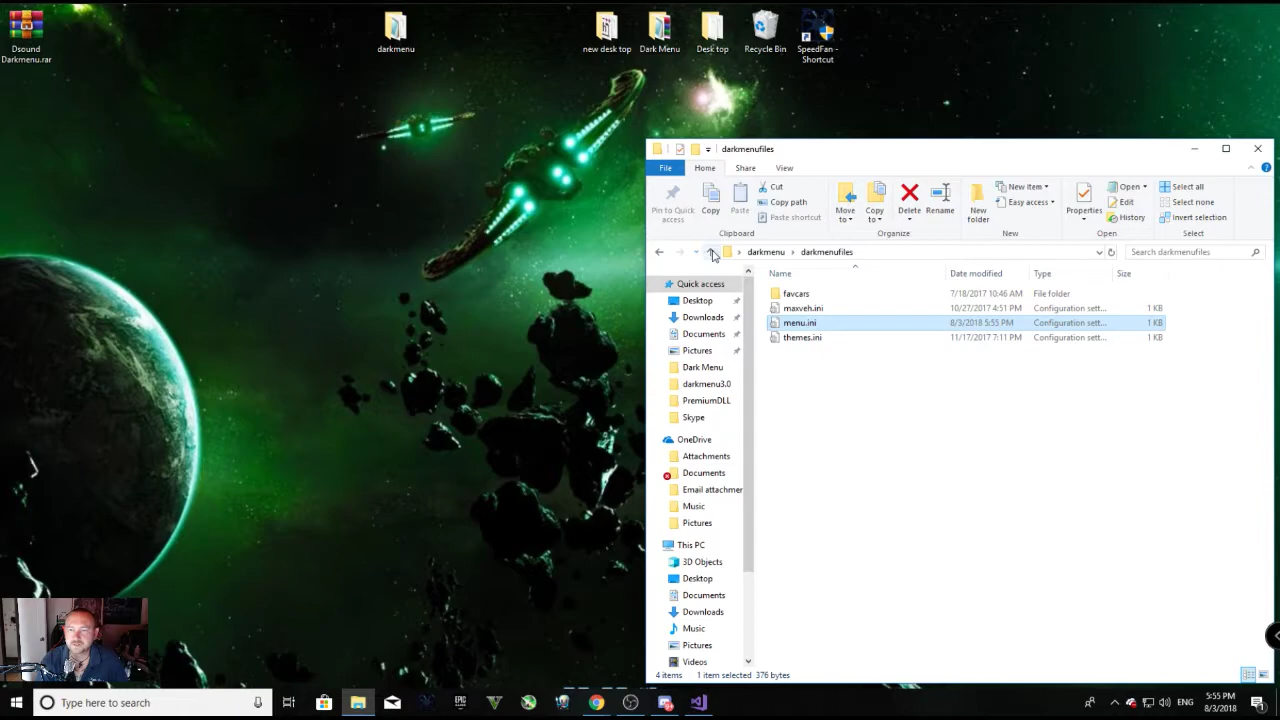 Dsound
Darkmenu.rar
darkmenu
new desk top
Dark Menu
Desk top
Recycle Bin
SpeedFan -
Shortcut
darkmenufiles
File
Home
Share
View
Pin to Quick
access
Copy
Paste
Cut
Copy path
Paste shortcut
Clipboard
Move
to
Copy
to
Delete
Rename
Organize
New
folder
New item
Easy access
New
Properties
Open
Edit
History
Open
Select all
Select none
Invert selection
Select
darkmenu
darkmenufiles
Search darkmenufiles
Name
Date modified
Type
Size
favcars
7/18/2017 10:46 AM
File folder
maxveh.ini
10/27/2017 4:51 PM
Configuration sett...
1 KB
menu.ini
8/3/2018 5:55 PM
Configuration sett...
1 KB
themes.ini
11/17/2017 7:11 PM
Configuration sett...
1 KB
Quick access
Desktop
Downloads
Documents
Pictures
Dark Menu
darkmenu3.0
PremiumDLL
Skype
OneDrive
Attachments
Documents
Email attachmer
Music
Pictures
This PC
3D Objects
Desktop
Documents
Downloads
Music
Pictures
Videos
4 items
1 item selected 376 bytes
Type here to search
EPIC
ENG
5:55 PM
8/3/2018